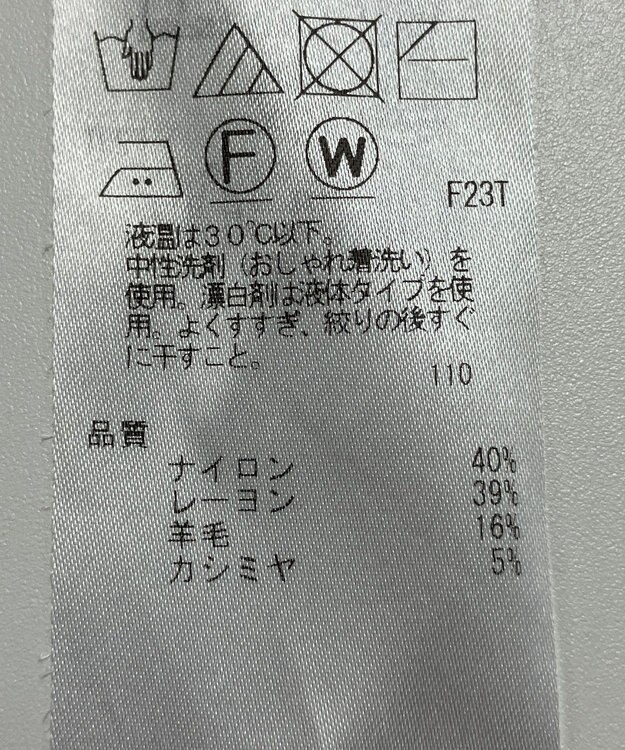 F W
F23T
液温は30℃以下。
中性洗剤（おしゃれ着洗い）を
使用。漂白剤は液体タイプを使
用。よくすすぎ、絞りの後すぐ
に干すこと。
110
品質
ナイロン 40%
レーヨン 39%
羊毛 16%
カシミヤ 5%